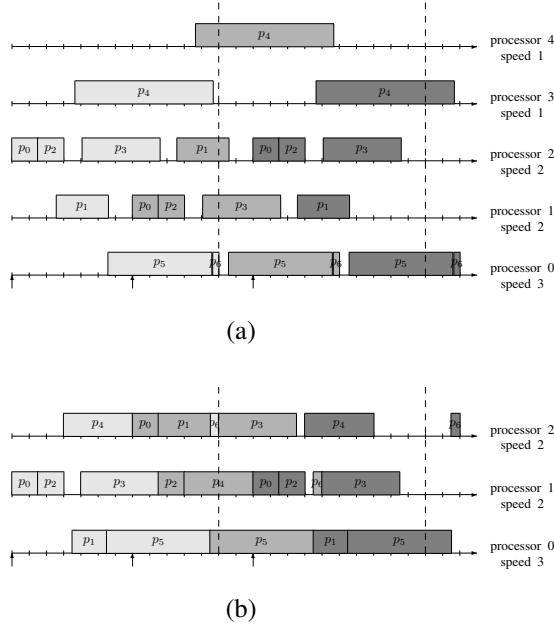 p4
processor 4
speed 1
p4 p4
processor 3
speed 1
p0 p2 p3 p1 p0 p2 p3
processor 2
speed 2
p1 p0 p2 p3 p1
processor 1
speed 2
p5 p6 p5 p6 p5 p6
processor 0
speed 3
(a)
p4 p0 p1 p6 p3 p4 p6
processor 2
speed 2
p0 p2 p3 p2 p4 p0 p2 p6 p3
processor 1
speed 2
p1 p5 p5 p1 p5
processor 0
speed 3
(b)